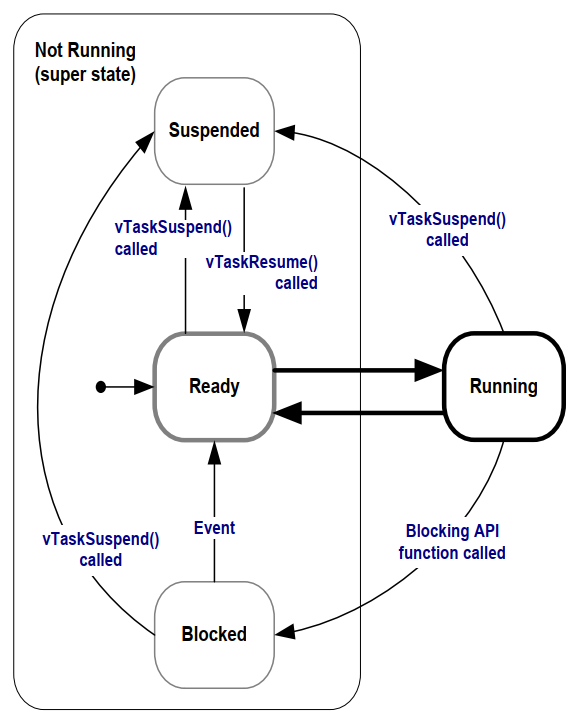 Not Running
(super state)
Suspended
vTaskSuspend()
called
vTaskResume()
called
vTaskSuspend()
called
Ready
Running
Event
vTaskSuspend()
called
Blocking API
function called
Blocked